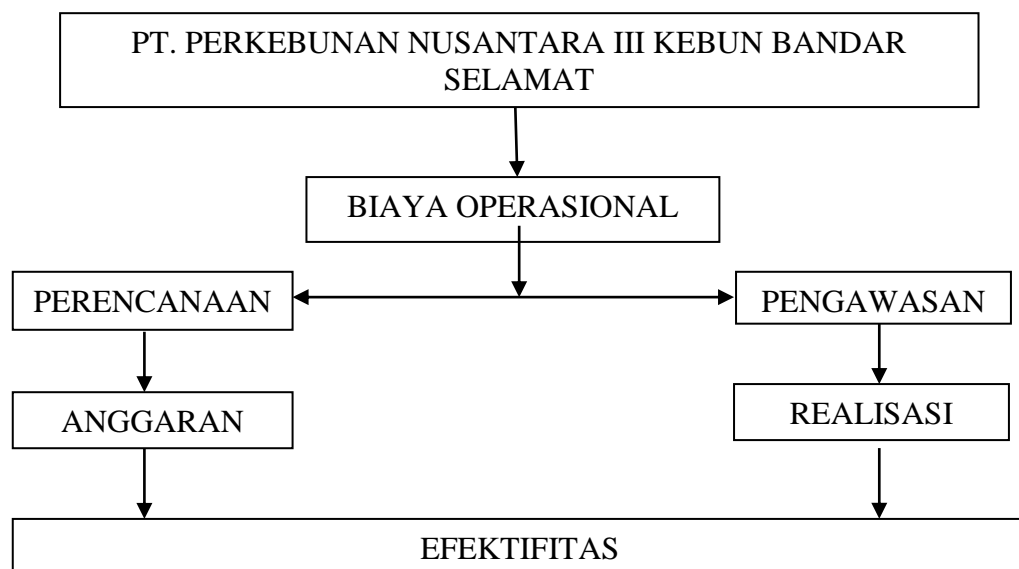 PT. PERKEBUNAN NUSANTARA III KEBUN BANDAR
SELAMAT
BIAYA OPERASIONAL
PERENCANAAN
PENGAWASAN
ANGGARAN
REALISASI
EFEKTIFITAS